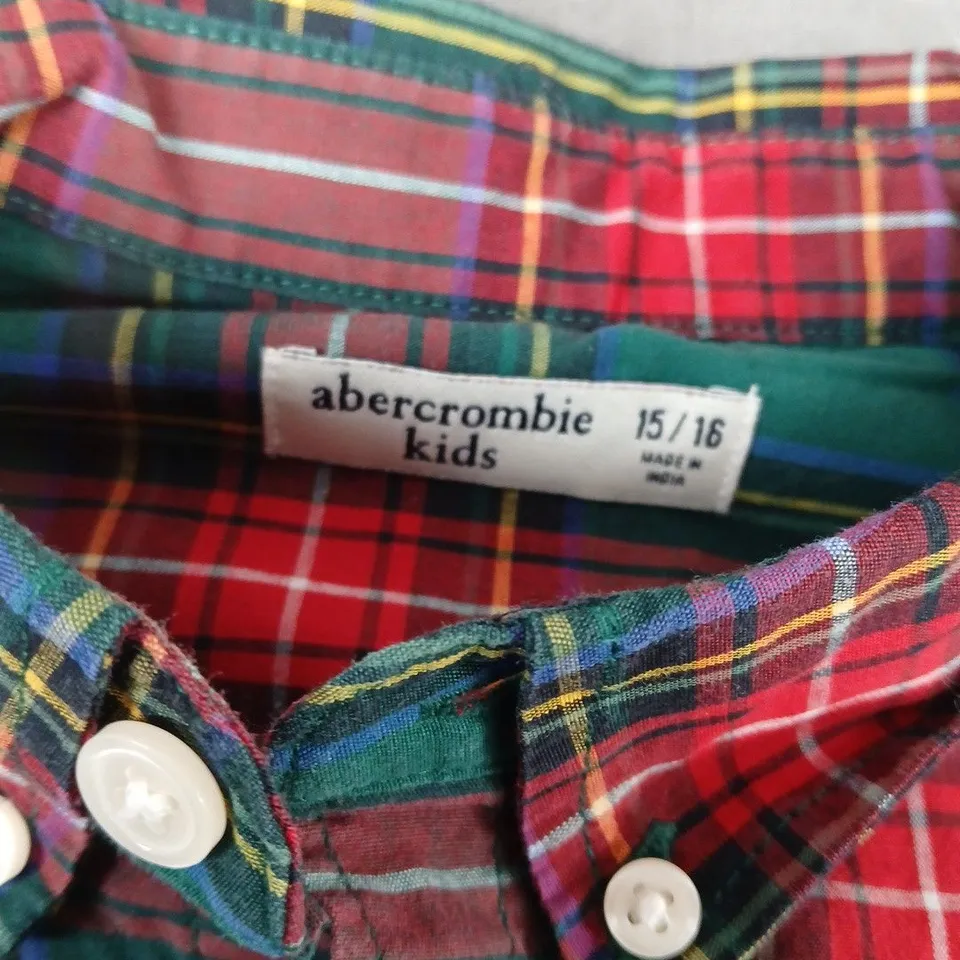 abercrombie
kids
15/16
MADE IN
INDIA